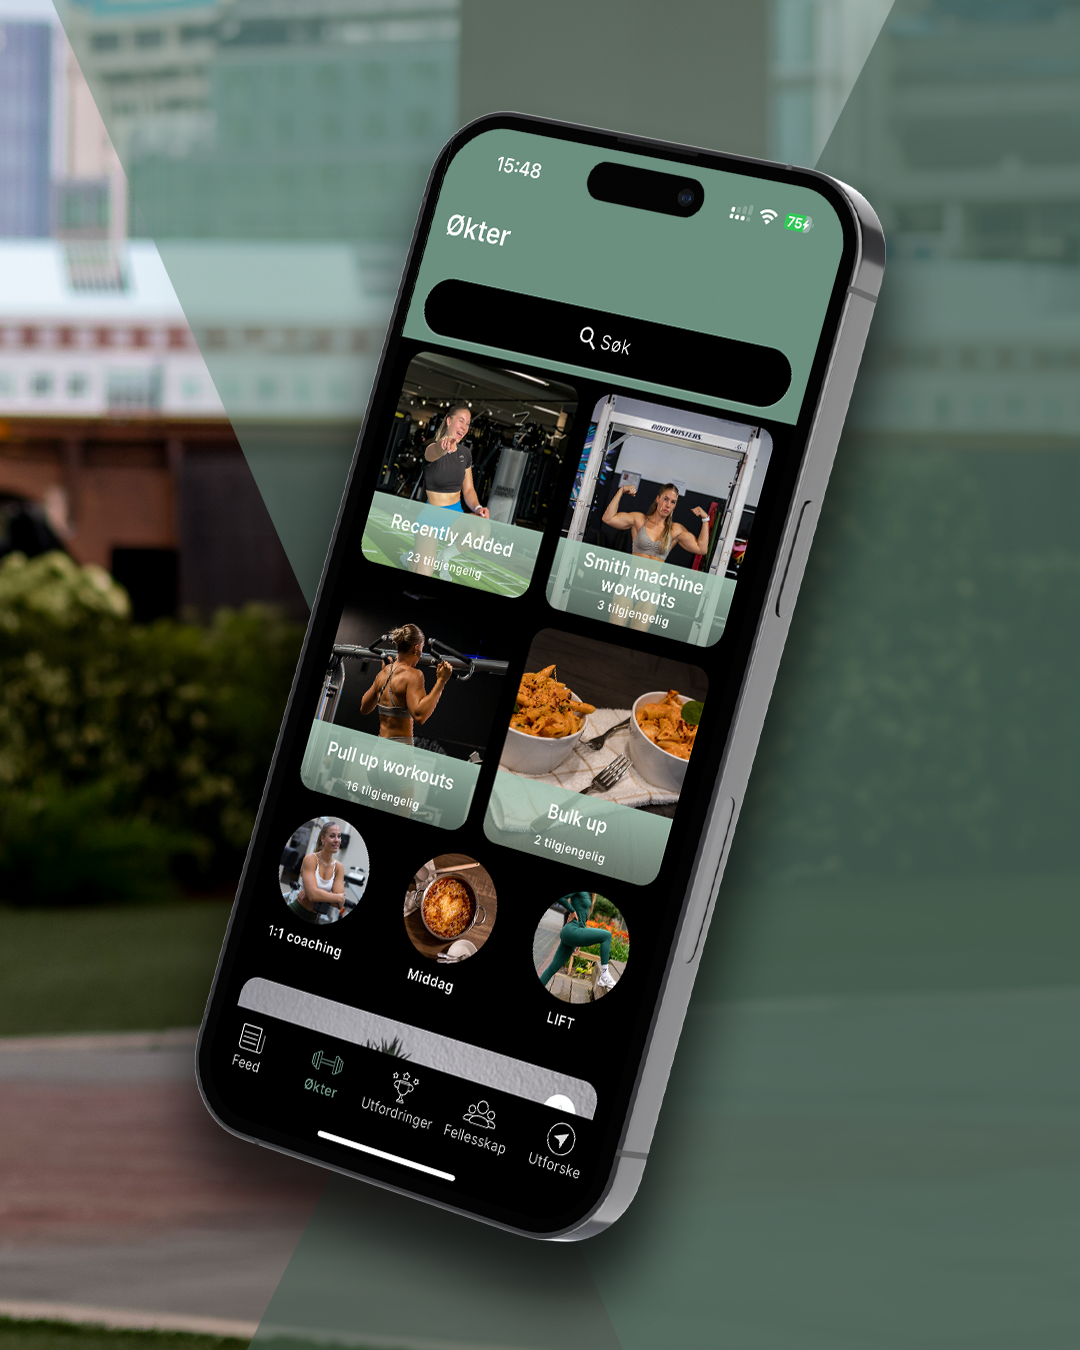 15:48
75
Økter
Søk
BODY MASTERS
Recently Added
23 tilgjengelig
Smith machine
workouts
3 tilgjengelig
Pull up workouts
16 tilgjengelig
Bulk up
2 tilgjengelig
1:1 coaching
Middag
LIFT
Feed
Økter
Utfordringer
Fellesskap
Utforske